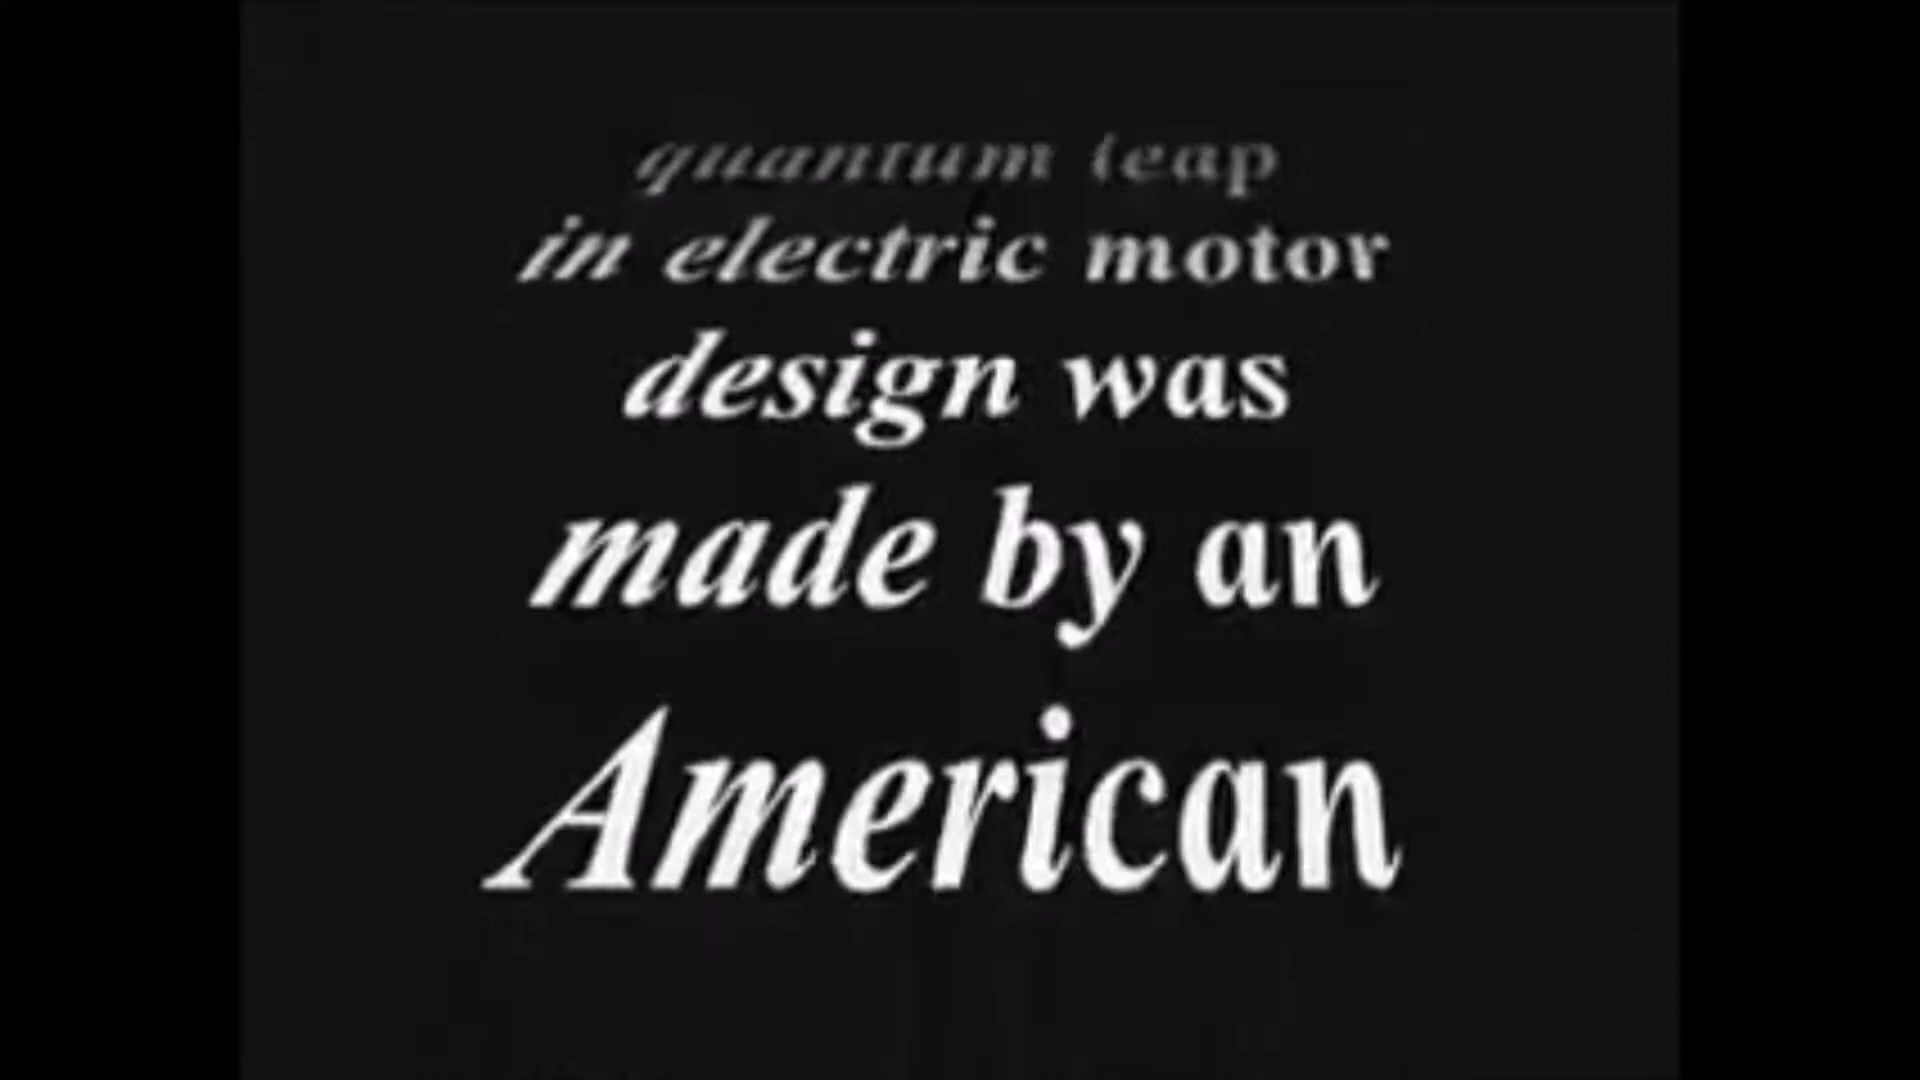 quantum leap
in electric motor
design was
made by an
American